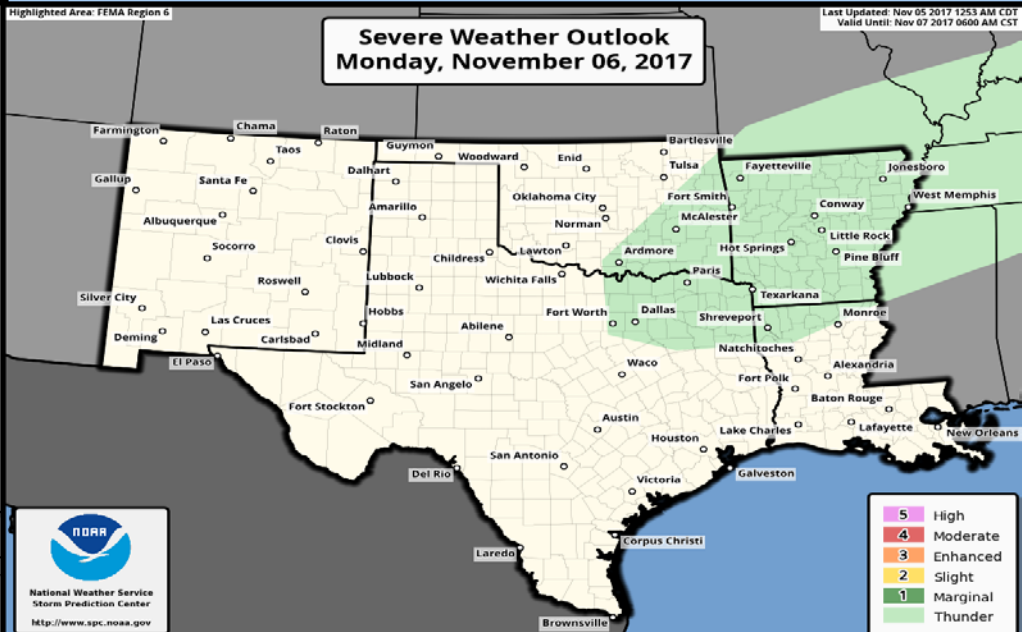 Highlighted Area: FEMA Region 6
Last Updated: Nov 05 2017 1253 AM CDT
Valid Until: Nov 07 2017 0600 AM CST
Severe Weather Outlook
Monday, November 06, 2017
Farmington
Chama
Raton
Guymon
Bartlesville
Taos
Woodward
Enid
Tulsa
Fayetteville
Jonesboro
Gallup
Santa Fe
Dalhart
Oklahoma City
Fort Smith
West Memphis
Albuquerque
Amarillo
Norman
McAlester
Conway
Socorro
Clovis
Childress
Lawton
Ardmore
Hot Springs
Little Rock
Pine Bluff
Roswell
Lubbock
Wichita Falls
Paris
Texarkana
Silver City
Las Cruces
Hobbs
Fort Worth
Dallas
Shreveport
Monroe
Deming
Carlsbad
Midland
Abilene
Natchitoches
El Paso
San Angelo
Waco
Fort Polk
Alexandria
Fort Stockton
Austin
Baton Rouge
Lake Charles
Lafayette
New Orleans
Houston
Del Rio
San Antonio
Galveston
Victoria
Laredo
Corpus Christi
Brownsville
NOAA
National Weather Service
Storm Prediction Center
http://www.spc.noaa.gov
5 High
4 Moderate
3 Enhanced
2 Slight
1 Marginal
Thunder